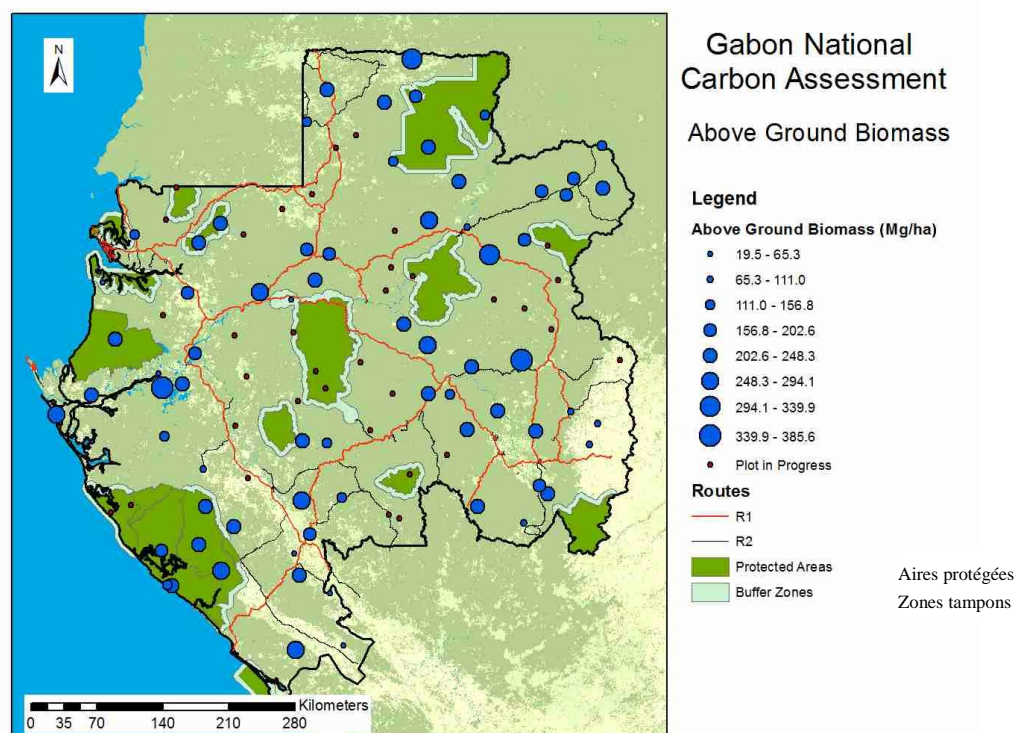 N
Gabon National
Carbon Assessment
Above Ground Biomass
Legend
Above Ground Biomass (Mg/ha)
19.5 - 65.3
65.3 - 111.0
111.0 - 156.8
156.8 - 202.6
202.6 - 248.3
248.3 - 294.1
294.1 - 339.9
339.9 - 385.6
Plot in Progress
Routes
R1
R2
Protected Areas
Buffer Zones
Aires protégées
Zones tampons
Kilometers
0 35 70 140 210 280